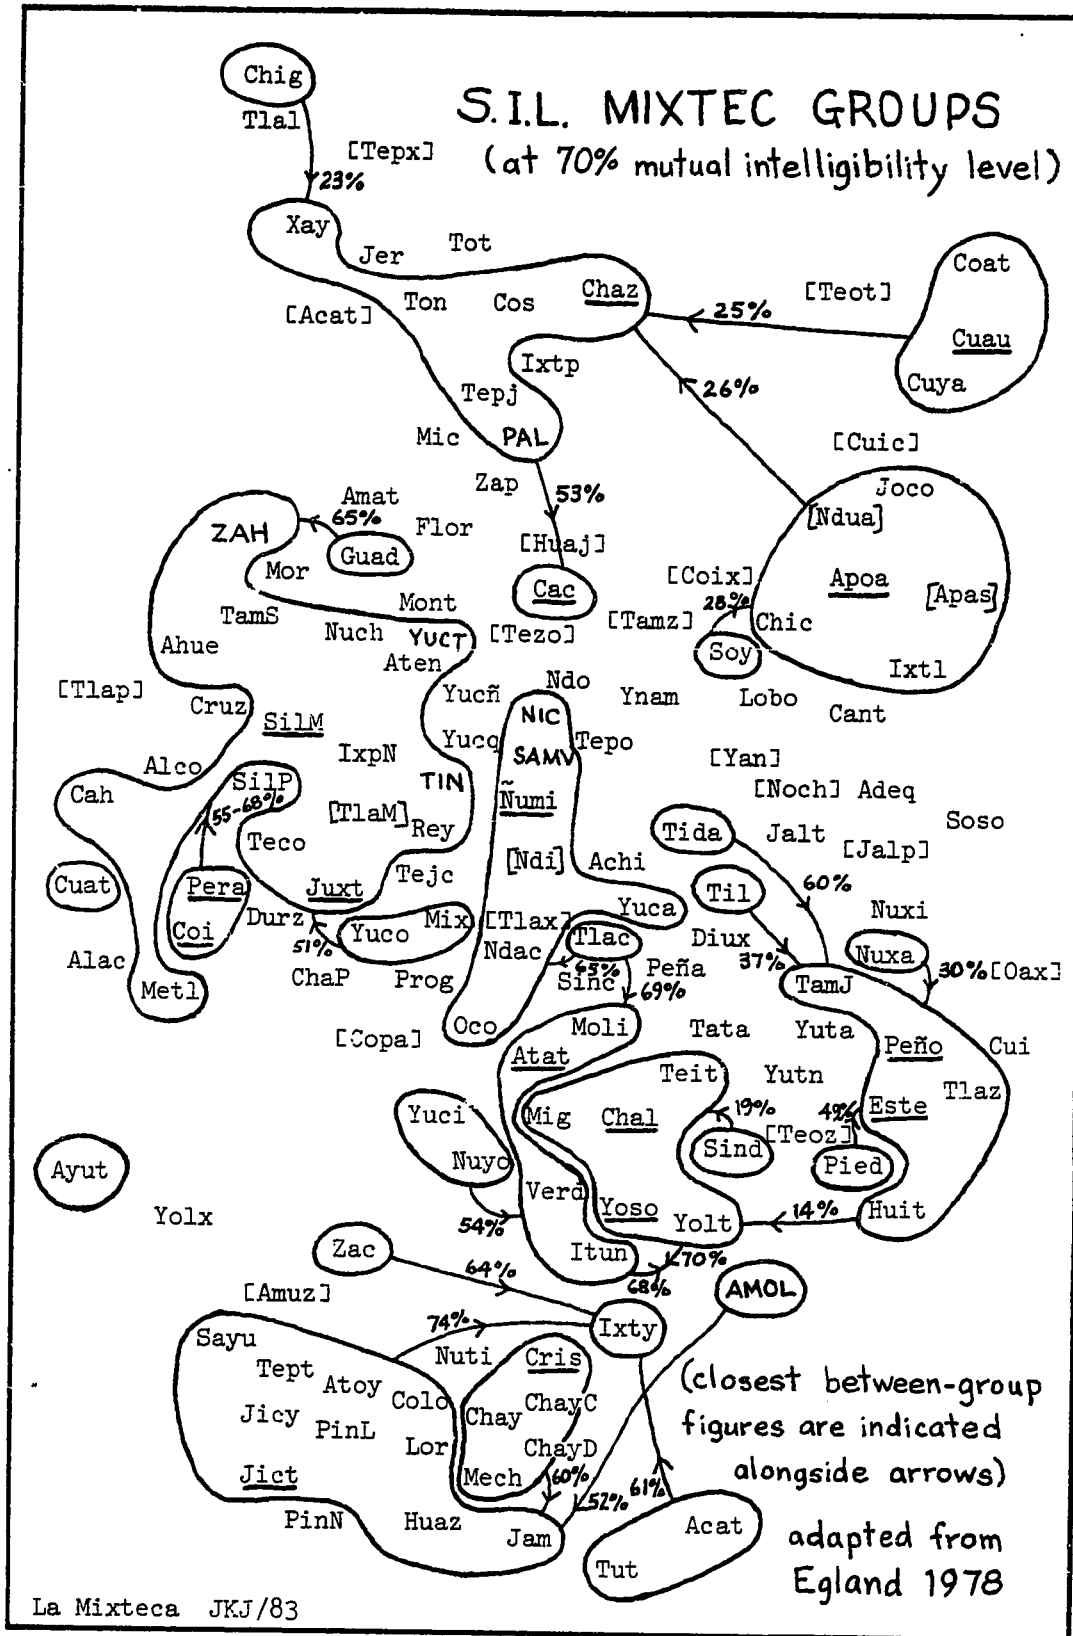 Chig
S.I.L. MIXTEC GROUPS
Tlal
[Tepx]
(at 70% mutual intelligibility level)
23%
Xay
Jer
Tot
Coat
[Acat]
Ton
Cos
Chaz
[Teot]
25%
Cuau
Ixtp
26%
Cuya
Tepj
Mic
PAL
[Cuic]
Zap
53%
Joco
Amat
65%
ZAH
Flor
[Ndua]
Guad
[Huaj]
Mor
Cac
[Coix]
28%
Apoa
[Apas]
TamS
Mont
Nuch
YUCT
[Tezo]
[Tamz]
Chic
Ahue
Aten
Soy
Ixtl
[Tlap]
Cruz
Yucñ
Ndo
Ynam
Lobo
Cant
SilM
NIC
IxpN
Yucq
SAMV
Tepo
[Yan]
Alco
SilP
TIN
[Noch]
Adeq
Cah
55-68%
Ñumi
[TlaM]
Rey
Tida
Jalt
Soso
Teco
[Jalp]
Cuat
Pera
Juxt
Tejc
[Ndi]
Achi
Til
60%
Nuxi
Durz
Mix
Yuca
Coi
51%
Yuco
[Tlax]
Tlac
Diux
Nuxa
Alac
ChaP
Prog
Ndac
65%
Sinc
Peña
37%
30%
[Oax]
Metl
69%
TamJ
Oco
Moli
Tata
Yuta
Peño
Cui
[Copa]
Atat
Teit
Yutn
Tlaz
Yuci
Mig
Chal
19%
49%
Este
Nuyo
Sind
[Teoz]
Pied
Ayut
Verd
Yoso
Yolt
14%
Huit
Yolx
54%
Zac
Itun
70%
64%
68%
AMOL
[Amuz]
74%
Ixty
Sayu
Nuti
Cris
Tept
Atoy
Colo
(closest between-group
Jicy
PinL
Chay
ChayC
figures are indicated
Lor
ChayD
alongside arrows)
Jict
Mech
60%
52%
61%
PinN
Huaz
Jam
Acat
adapted from
Tut
Egland 1978
La Mixteca JKJ/83